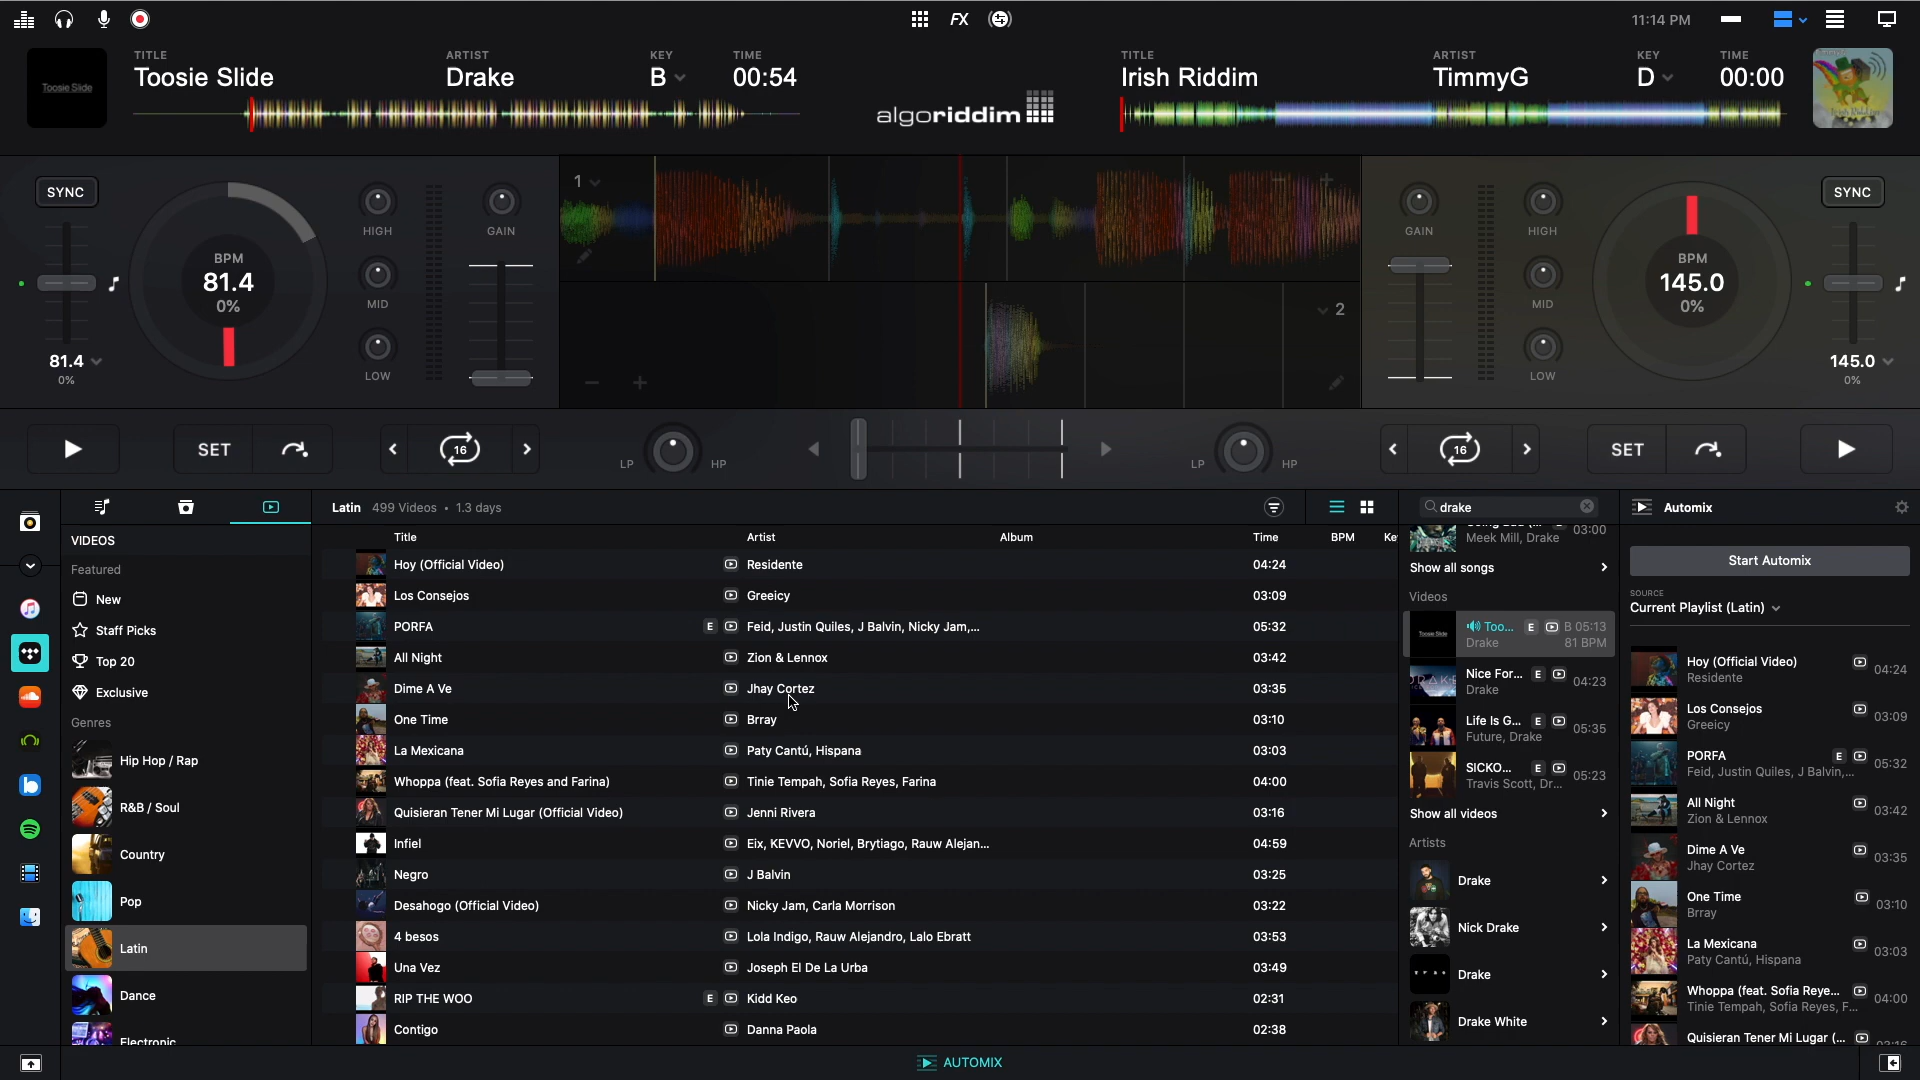 FX
11:14 PM
Toosie Slide
TITLE
Toosie Slide
ARTIST
Drake
KEY
B
TIME
00:54
algoriddim
TITLE
Irish Riddim
ARTIST
TimmyG
KEY
D
TIME
00:00
SYNC
BPM
81.4
0%
81.4
0%
HIGH
MID
LOW
GAIN
1
2
GAIN
HIGH
MID
LOW
BPM
145.0
0%
SYNC
145.0
0%
SET
16
LP
HP
LP
HP
16
SET
VIDEOS
Featured
New
Staff Picks
Top 20
Exclusive
Genres
Hip Hop / Rap
R&B / Soul
Country
Pop
Latin
Dance
Electronic
Latin 499 Videos • 1.3 days
Title Artist Album Time BPM Ke
Hoy (Official Video) Residente 04:24
Los Consejos Greeicy 03:09
PORFA E Feid, Justin Quiles, J Balvin, Nicky Jam,... 05:32
All Night Zion & Lennox 03:42
Dime A Ve Jhay Cortez 03:35
One Time Brray 03:10
La Mexicana Paty Cantú, Hispana 03:03
Whoppa (feat. Sofia Reyes and Farina) Tinie Tempah, Sofia Reyes, Farina 04:00
Quisieran Tener Mi Lugar (Official Video) Jenni Rivera 03:16
Infiel Eix, KEVVO, Noriel, Brytiago, Rauw Alejan... 04:59
Negro J Balvin 03:25
Desahogo (Official Video) Nicky Jam, Carla Morrison 03:22
4 besos Lola Indigo, Rauw Alejandro, Lalo Ebratt 03:53
Una Vez Joseph El De La Urba 03:49
RIP THE WOO E Kidd Keo 02:31
Contigo Danna Paola 02:38
drake
Meek Mill, Drake 03:00
Show all songs
Videos
Too... E B 05:13
Drake 81 BPM
Nice For... E 04:23
Drake
Life Is G... E 05:35
Future, Drake
SICKO... E 05:23
Travis Scott, Dr...
Show all videos
Artists
Drake
Nick Drake
Drake
Drake White
Automix
Start Automix
SOURCE
Current Playlist (Latin)
Hoy (Official Video) 04:24
Residente
Los Consejos 03:09
Greeicy
PORFA E 05:32
Feid, Justin Quiles, J Balvin,...
All Night 03:42
Zion & Lennox
Dime A Ve 03:35
Jhay Cortez
One Time 03:10
Brray
La Mexicana 03:03
Paty Cantú, Hispana
Whoppa (feat. Sofia Reye... 04:00
Tinie Tempah, Sofia Reyes, F...
Quisieran Tener Mi Lugar (... 03:16
AUTOMIX